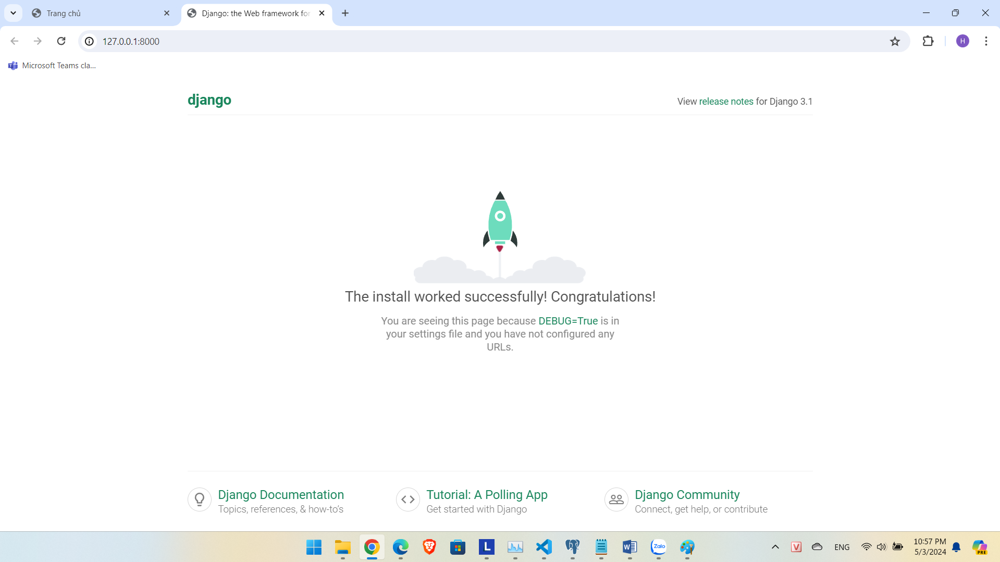 Trang chủ
Django: the Web framework for
127.0.0.1:8000
H
Microsoft Teams cla...
django
View release notes for Django 3.1
The install worked successfully! Congratulations!
You are seeing this page because DEBUG=True is in
your settings file and you have not configured any
URLs.
Django Documentation
Topics, references, & how-to's
Tutorial: A Polling App
Get started with Django
Django Community
Connect, get help, or contribute
L
W
Zalo
V
ENG
10:57 PM
5/3/2024
PRE